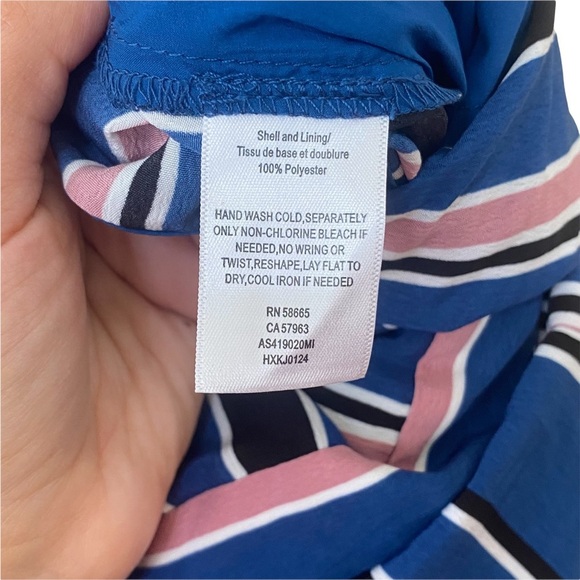 Shell and Lining/
Tissu de base et doublure
100% Polyester
HAND WASH COLD,SEPARATELY
ONLY NON-CHLORINE BLEACH IF
NEEDED,NO WRING OR
TWIST,RESHAPE,LAY FLAT TO
DRY,COOL IRON IF NEEDED
RN 58665
CA 57963
AS419020MI
HXKJ0124